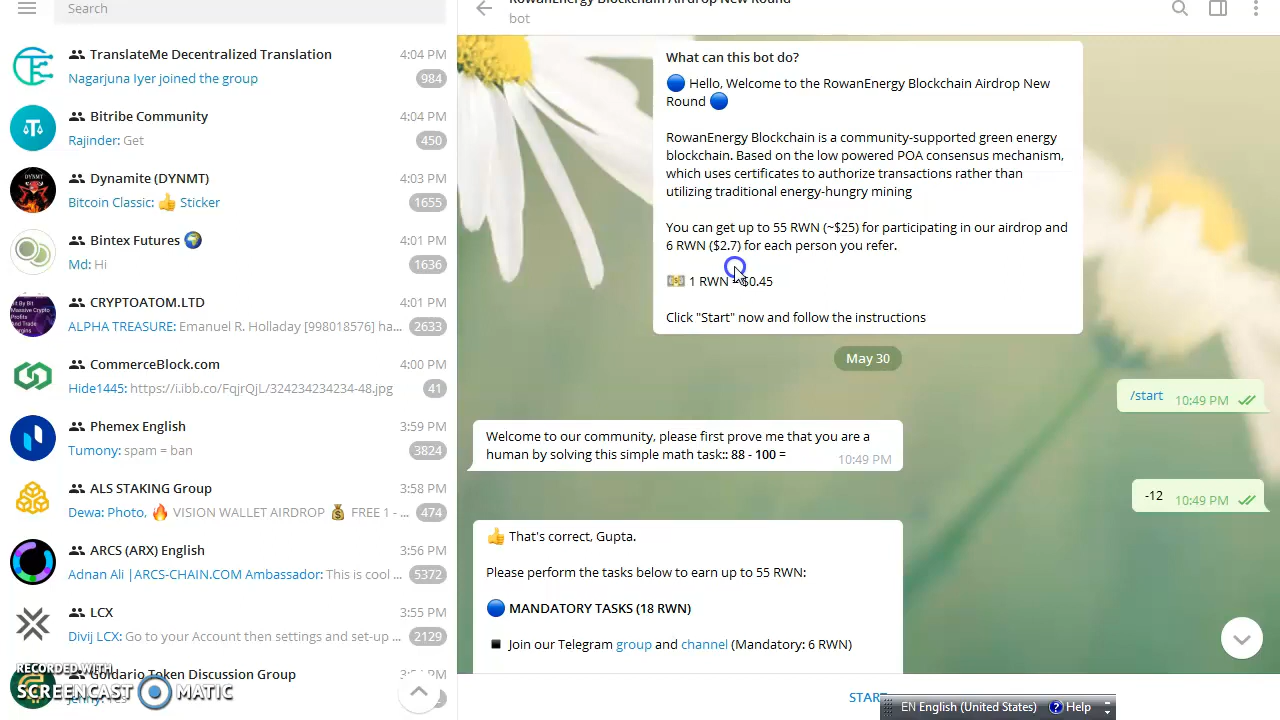 Search
RowanEnergy Blockchain Airdrop New Round
bot
TranslateMe Decentralized Translation
4:04 PM
Nagarjuna Iyer joined the group
984
Bitribe Community
4:04 PM
Rajinder: Get
450
Dynamite (DYNMT)
4:03 PM
Bitcoin Classic: 👍 Sticker
1655
Bintex Futures 🌍
4:01 PM
Md: Hi
1636
CRYPTOATOM.LTD
4:01 PM
ALPHA TREASURE: Emanuel R. Holladay [998018576] ha...
2633
CommerceBlock.com
4:00 PM
Hide1445: https://i.ibb.co/FqjrQjL/324234234234-48.jpg
41
Phemex English
3:59 PM
Tumony: spam = ban
3824
ALS STAKING Group
3:58 PM
Dewa: Photo, 🔥 VISION WALLET AIRDROP 💰 FREE 1 - ...
474
ARCS (ARX) English
3:56 PM
Adnan Ali |ARCS-CHAIN.COM Ambassador: This is cool ...
5372
LCX
3:55 PM
Divij LCX: Go to your Account then settings and set-up ...
2129
Goldario Token Discussion Group
RECORDED WITH
SCREENCAST MATIC
What can this bot do?
🔵 Hello, Welcome to the RowanEnergy Blockchain Airdrop New
Round 🔵
RowanEnergy Blockchain is a community-supported green energy
blockchain. Based on the low powered POA consensus mechanism,
which uses certificates to authorize transactions rather than
utilizing traditional energy-hungry mining
You can get up to 55 RWN (~$25) for participating in our airdrop and
6 RWN ($2.7) for each person you refer.
💵 1 RWN $0.45
Click "Start" now and follow the instructions
May 30
/start 10:49 PM
Welcome to our community, please first prove me that you are a
human by solving this simple math task:: 88 - 100 =
10:49 PM
-12 10:49 PM
👍 That's correct, Gupta.
Please perform the tasks below to earn up to 55 RWN:
🔵 MANDATORY TASKS (18 RWN)
▪ Join our Telegram group and channel (Mandatory: 6 RWN)
START
EN English (United States) Help